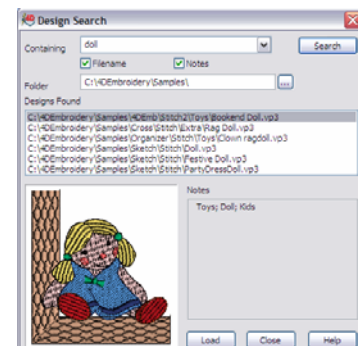 Design Search
Containing
doll
Search
Filename
Notes
Folder
C:\4DEmbroidery\Samples\
...
Designs Found
C:\4DEmbroidery\Samples\4DEmb\Stitch2\Toys\Bookend Doll.vp3
C:\4DEmbroidery\Samples\Cross\Stitch\Extra\Rag Doll.vp3
C:\4DEmbroidery\Samples\Organizer\Stitch\Toys\Clown ragdoll.vp3
C:\4DEmbroidery\Samples\Sketch\Stitch\Doll.vp3
C:\4DEmbroidery\Samples\Sketch\Stitch\Festive Doll.vp3
C:\4DEmbroidery\Samples\Sketch\Stitch\PartyDressDoll.vp3
Notes
Toys; Doll; Kids
Load
Close
Help